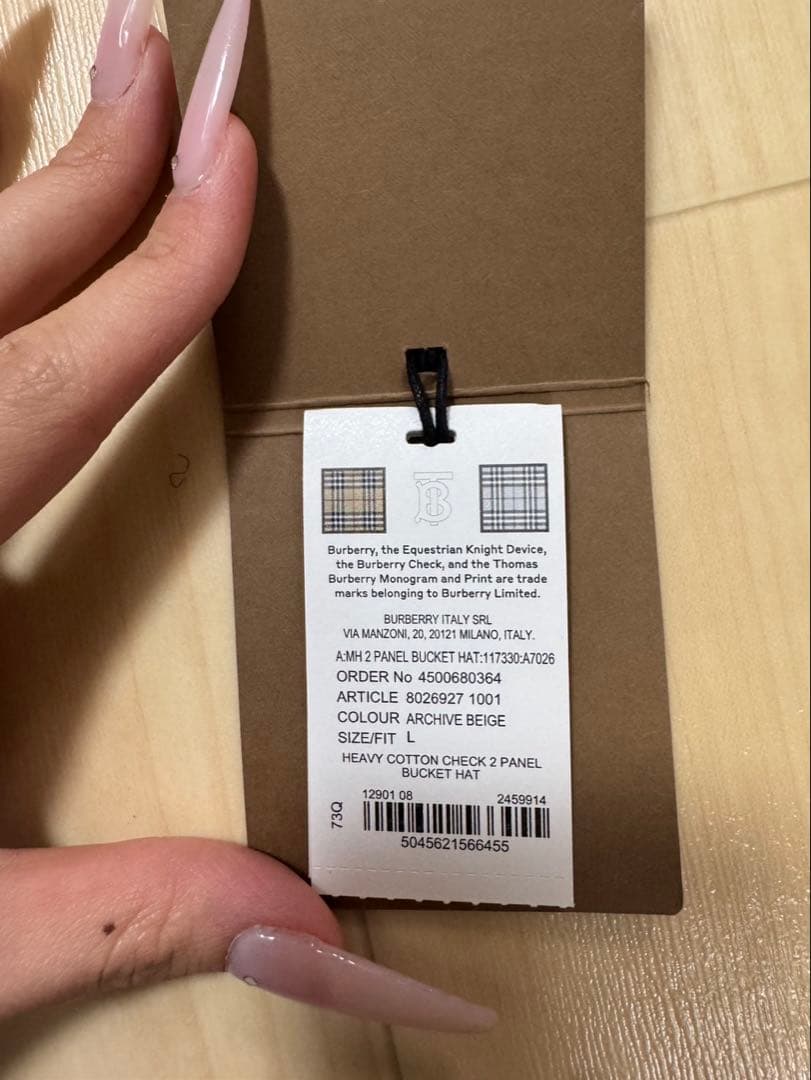 Burberry, the Equestrian Knight Device,
the Burberry Check, and the Thomas
Burberry Monogram and Print are trade
marks belonging to Burberry Limited.
BURBERRY ITALY SRL
VIA MANZONI, 20, 20121 MILANO, ITALY.
A:MH 2 PANEL BUCKET HAT:117330:A7026
ORDER No 4500680364
ARTICLE 8026927 1001
COLOUR ARCHIVE BEIGE
SIZE/FIT L
HEAVY COTTON CHECK 2 PANEL
BUCKET HAT
12901 08 2459914
73Q
5045621566455